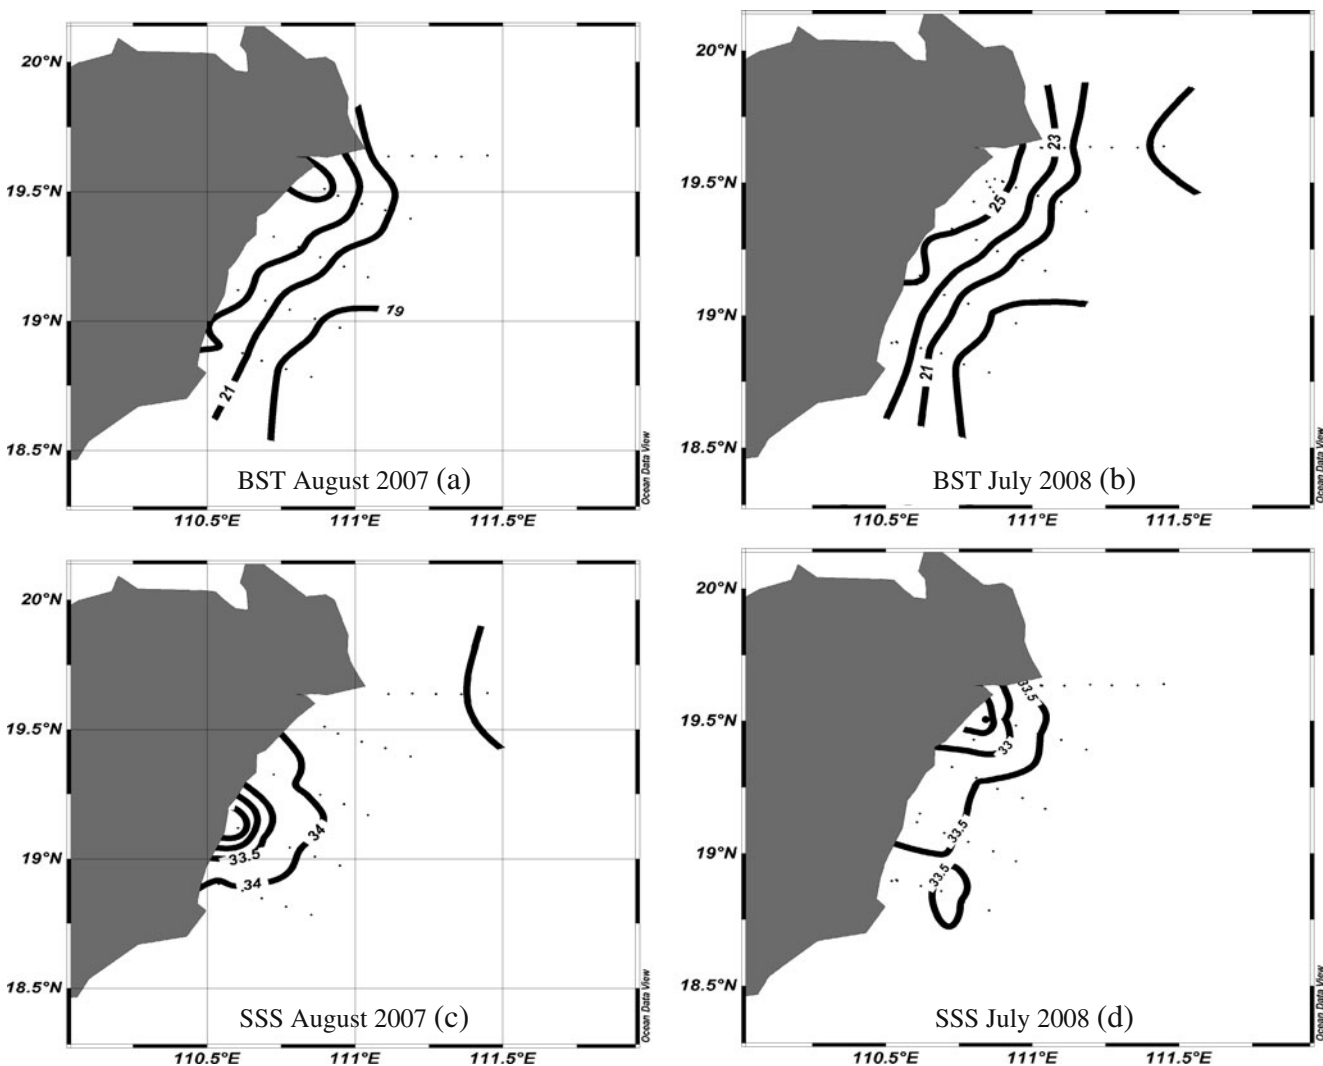 20°N
19.5°N
19°N
18.5°N
19
21
BST August 2007 (a)
110.5°E 111°E 111.5°E
Ocean Data View
20°N
19.5°N
19°N
18.5°N
23
25
21
BST July 2008 (b)
110.5°E 111°E 111.5°E
Ocean Data View
20°N
19.5°N
19°N
18.5°N
34
33.5
34
SSS August 2007 (c)
110.5°E 111°E 111.5°E
Ocean Data View
20°N
19.5°N
19°N
18.5°N
33.5
33
33.5
33.5
SSS July 2008 (d)
110.5°E 111°E 111.5°E
Ocean Data View